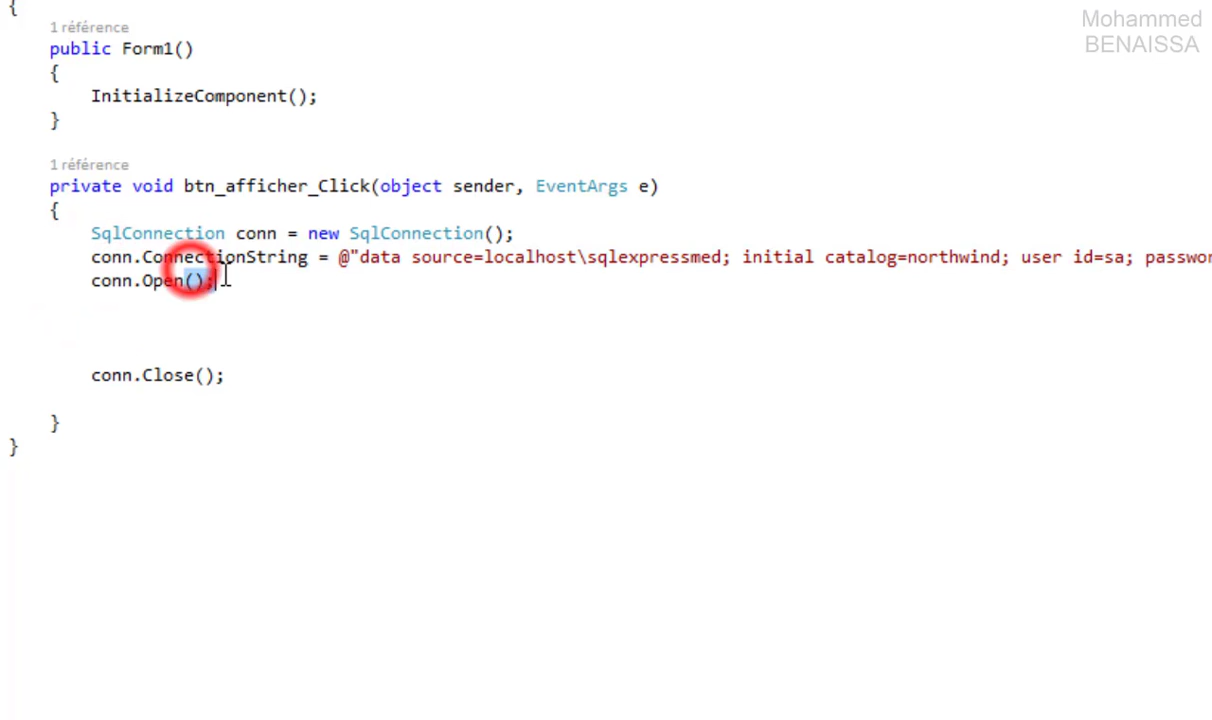 Mohammed
BENAISSA
{
1 référence
public Form1()
{
InitializeComponent();
}
1 référence
private void btn_afficher_Click(object sender, EventArgs e)
{
SqlConnection conn = new SqlConnection();
conn.ConnectionString = @"data source=localhost\sqlexpressmed; initial catalog=northwind; user id=sa; passwor
conn.Open();
conn.Close();
}
}